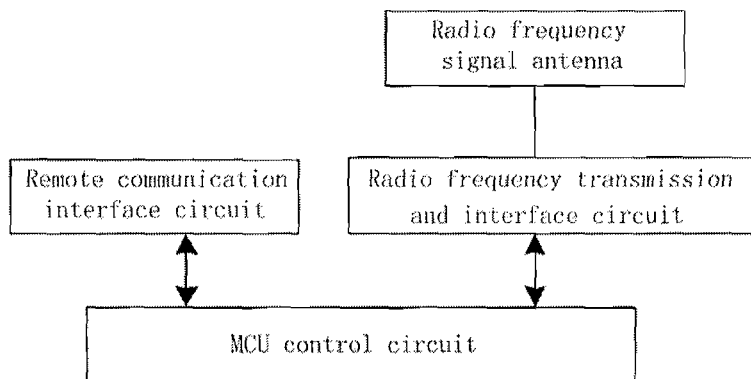 Radio frequency
signal antenna
Remote communication
interface circuit
Radio frequency transmission
and interface circuit
MCU control circuit